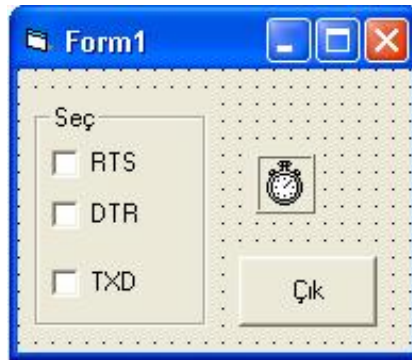 Form1
Seç
RTS
DTR
TXD
Çık